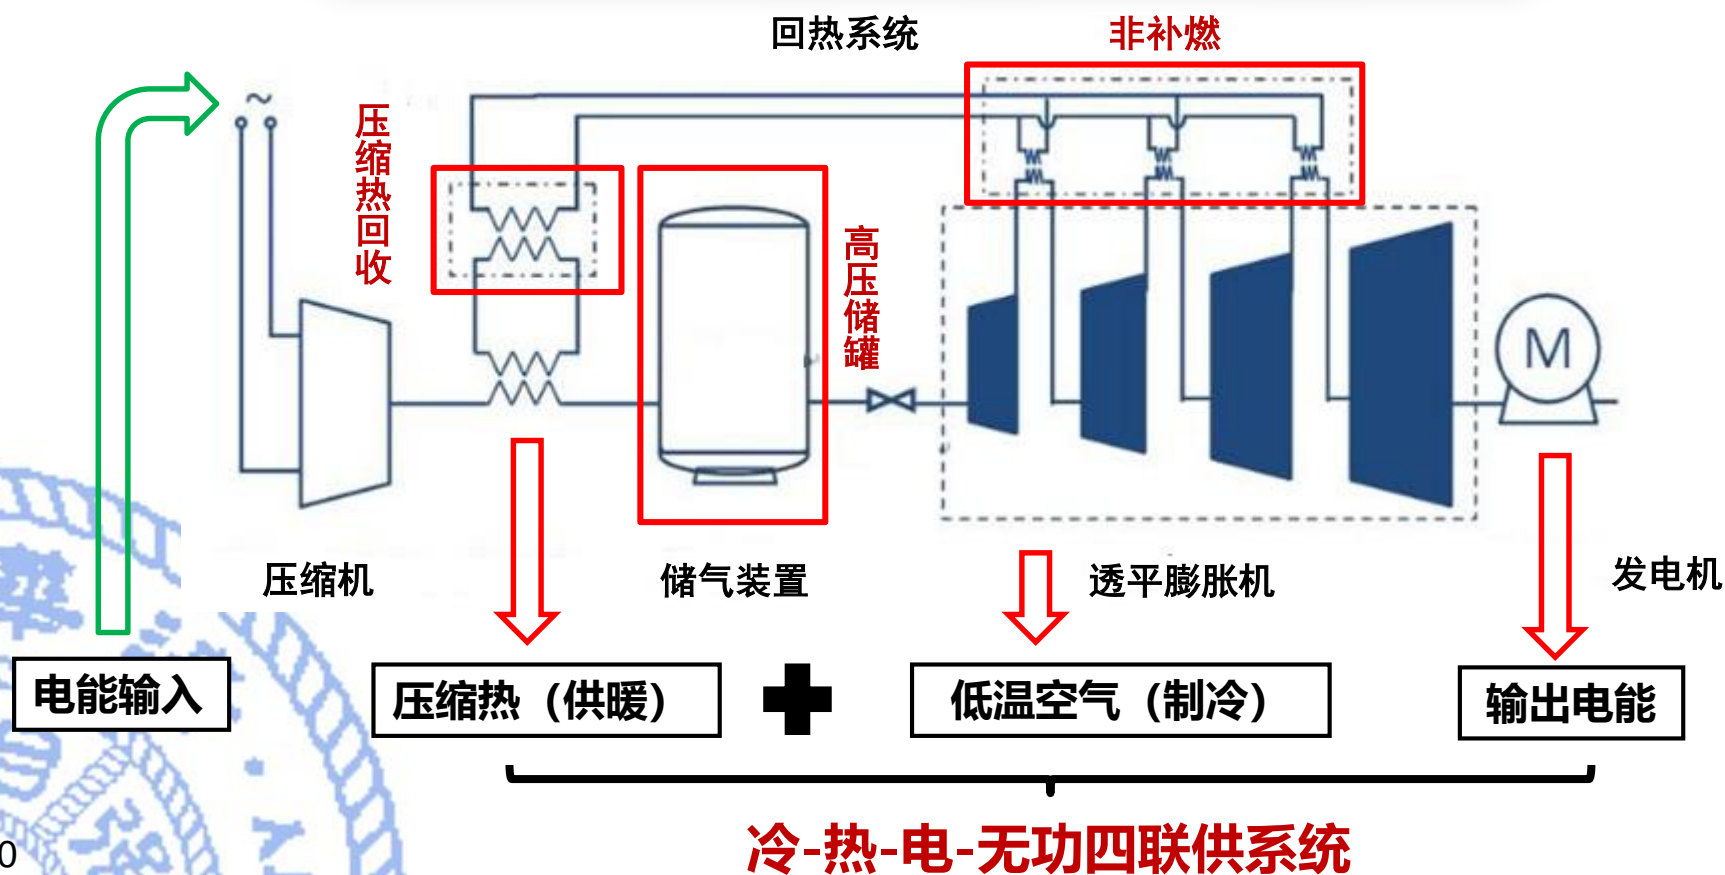 回热系统
非补燃
~
压缩热回收
高压储罐
M
压缩机
储气装置
透平膨胀机
发电机
电能输入
压缩热（供暖）
低温空气（制冷）
输出电能
冷-热-电-无功四联供系统
0